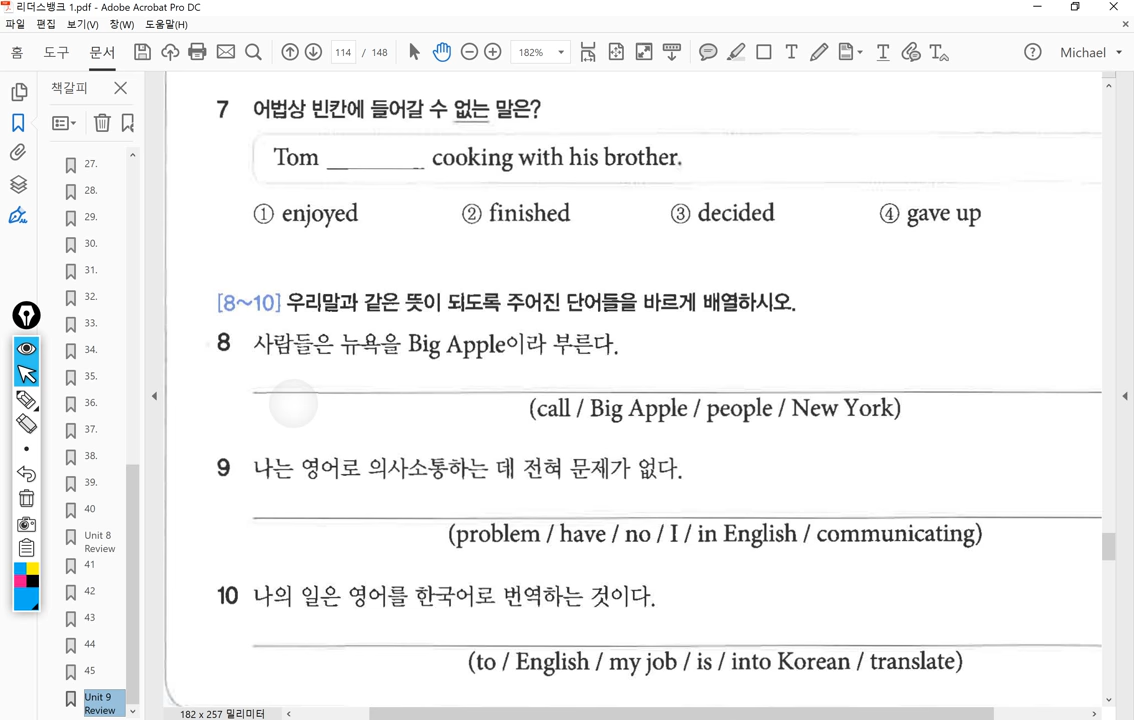 리더스뱅크 1.pdf - Adobe Acrobat Pro DC
파일 편집 보기(V) 창(W) 도움말(H)
홈 도구 문서 114 / 148 182% Michael
책갈피
27.
28.
29.
30.
31.
32.
33.
34.
35.
36.
37.
38.
39.
40
Unit 8
Review
41
42
43
44
45
Unit 9
Review
7 어법상 빈칸에 들어갈 수 없는 말은?
Tom ________ cooking with his brother.
① enjoyed ② finished ③ decided ④ gave up
[8~10] 우리말과 같은 뜻이 되도록 주어진 단어들을 바르게 배열하시오.
8 사람들은 뉴욕을 Big Apple이라 부른다.
(call / Big Apple / people / New York)
9 나는 영어로 의사소통하는 데 전혀 문제가 없다.
(problem / have / no / I / in English / communicating)
10 나의 일은 영어를 한국어로 번역하는 것이다.
(to / English / my job / is / into Korean / translate)
182 x 257 밀리미터